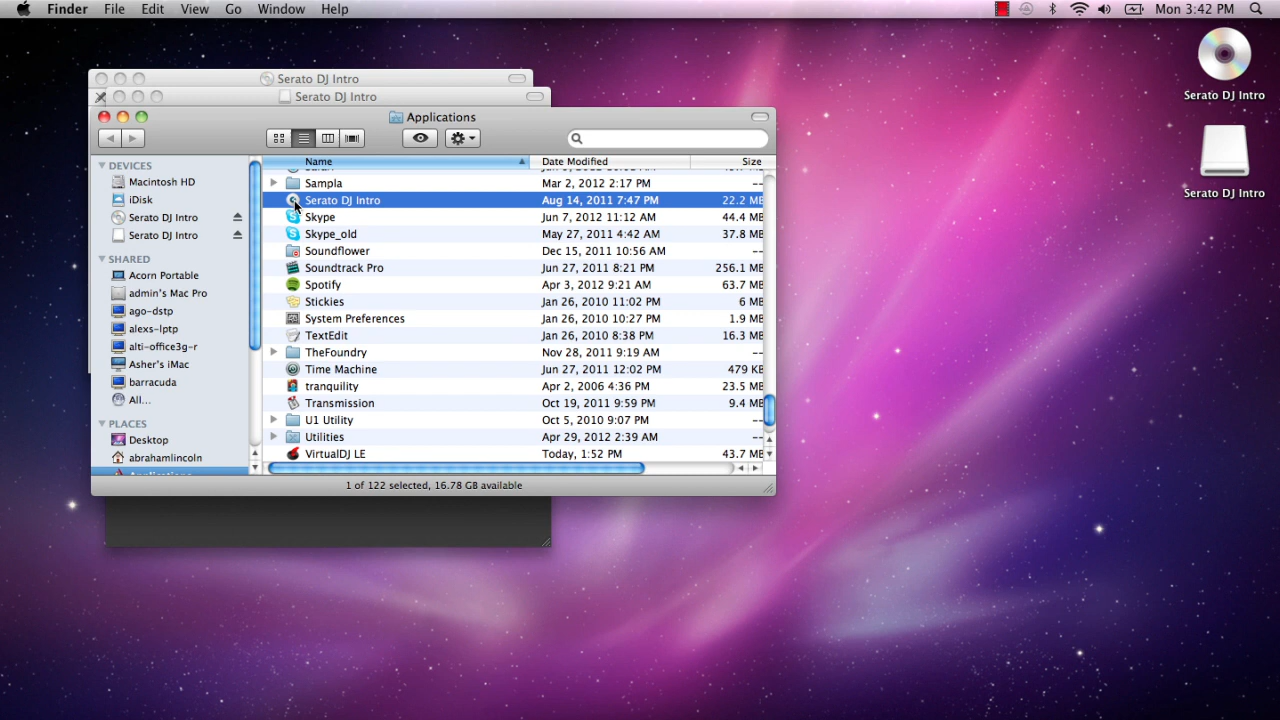 Finder File Edit View Go Window Help Mon 3:42 PM
Serato DJ Intro
Serato DJ Intro
Applications
DEVICES
Macintosh HD
iDisk
Serato DJ Intro
Serato DJ Intro
SHARED
Acorn Portable
admin's Mac Pro
ago-dstp
alexs-lptp
alti-office3g-r
Asher's iMac
barracuda
All...
PLACES
Desktop
abrahamlincoln
Applications
Name Date Modified Size
Sampla Mar 2, 2012 2:17 PM --
Serato DJ Intro Aug 14, 2011 7:47 PM 22.2 MB
Skype Jun 7, 2012 11:12 AM 44.4 MB
Skype_old May 27, 2011 4:42 AM 37.8 MB
Soundflower Dec 15, 2011 10:56 AM --
Soundtrack Pro Jun 27, 2011 8:21 PM 256.1 MB
Spotify Apr 3, 2012 9:21 AM 63.7 MB
Stickies Jan 26, 2010 11:02 PM 6 MB
System Preferences Jan 26, 2010 10:27 PM 1.9 MB
TextEdit Jan 26, 2010 8:38 PM 16.3 MB
TheFoundry Nov 28, 2011 9:19 AM --
Time Machine Jun 27, 2011 12:02 PM 479 KB
tranquility Apr 2, 2006 4:36 PM 23.5 MB
Transmission Oct 19, 2011 9:59 PM 9.4 MB
U1 Utility Oct 5, 2010 9:07 PM --
Utilities Apr 29, 2012 2:39 AM --
VirtualDJ LE Today, 1:52 PM 43.7 MB
1 of 122 selected, 16.78 GB available
Serato DJ Intro
Serato DJ Intro